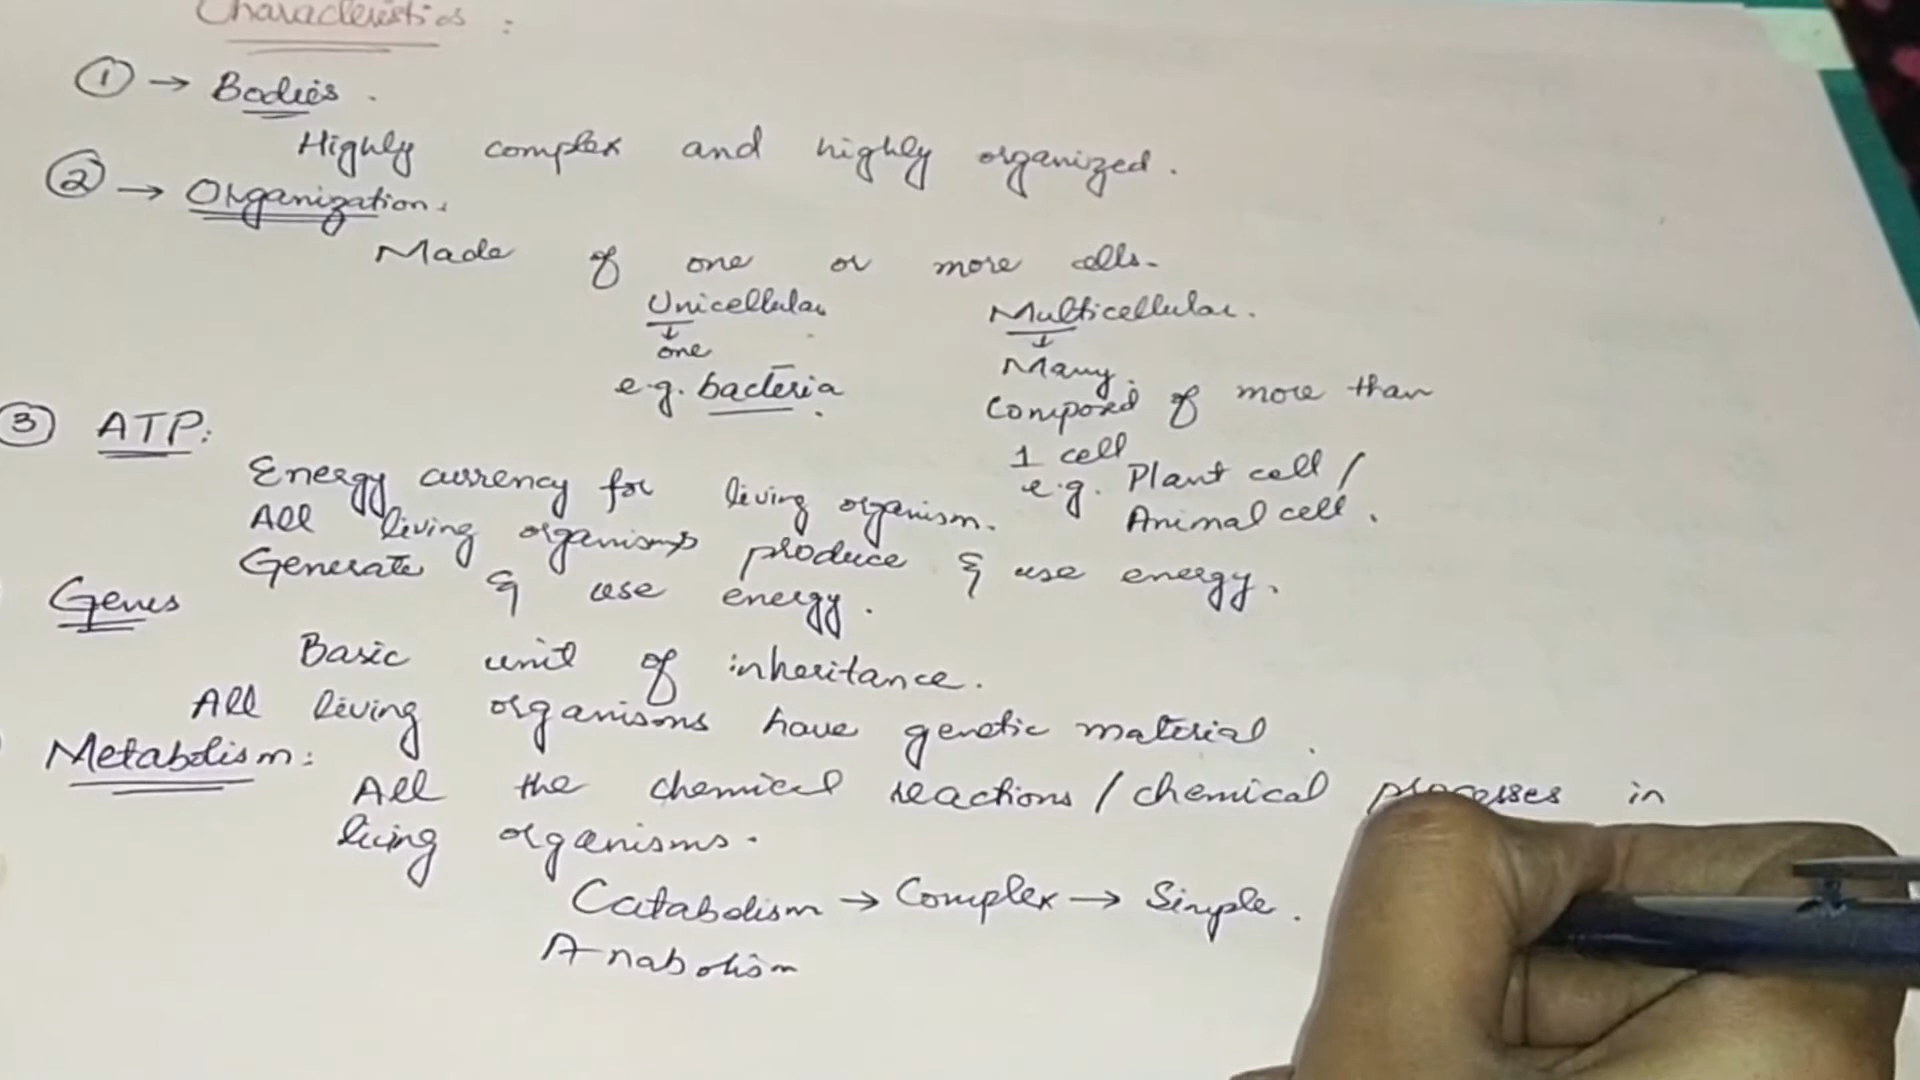 Characteristics :
① → Bodies .
Highly complex and highly organized .
② → Organization .
Made of one or more cells .
Unicellular Multicellular .
↓ ↓
one Many .
e.g. bacteria . Composed of more than
1 cell
e.g. Plant cell /
Animal cell .
③ ATP :
Energy currency for living organism .
All living organisms produce & use energy .
Generate & use energy .
Genes
Basic unit of inheritance .
All living organisms have genetic material .
Metabolism :
All the chemical reactions / chemical processes in
living organisms .
Catabolism → Complex → Simple .
Anabolism